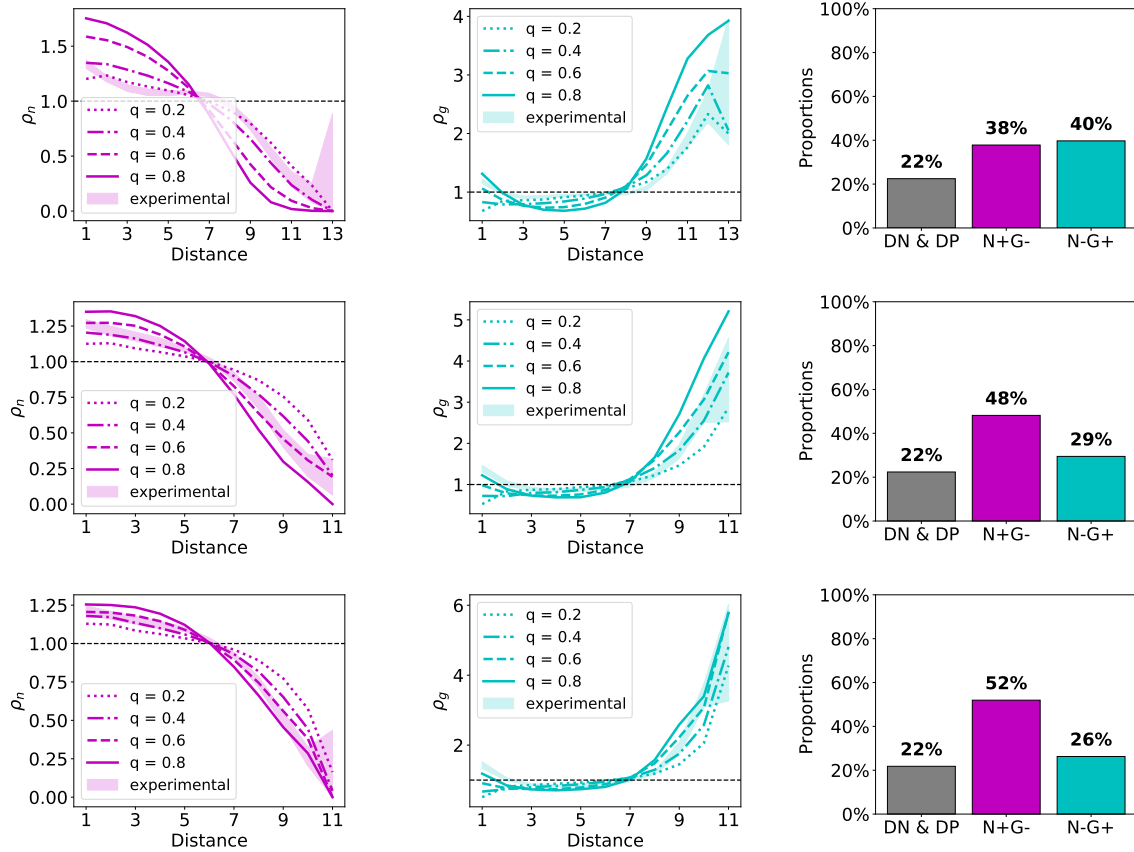 1.5
1.0
0.5
0.0
ρn
q = 0.2
q = 0.4
q = 0.6
q = 0.8
experimental
1 3 5 7 9 11 13
Distance
4
3
2
1
ρg
q = 0.2
q = 0.4
q = 0.6
q = 0.8
experimental
1 3 5 7 9 11 13
Distance
100%
80%
60%
40%
20%
0%
Proportions
22%
38%
40%
DN & DP N+G- N-G+
1.25
1.00
0.75
0.50
0.25
0.00
ρn
q = 0.2
q = 0.4
q = 0.6
q = 0.8
experimental
1 3 5 7 9 11
Distance
5
4
3
2
1
ρg
q = 0.2
q = 0.4
q = 0.6
q = 0.8
experimental
1 3 5 7 9 11
Distance
100%
80%
60%
40%
20%
0%
Proportions
22%
48%
29%
DN & DP N+G- N-G+
1.25
1.00
0.75
0.50
0.25
0.00
ρn
q = 0.2
q = 0.4
q = 0.6
q = 0.8
experimental
1 3 5 7 9 11
Distance
6
4
2
ρg
q = 0.2
q = 0.4
q = 0.6
q = 0.8
experimental
1 3 5 7 9 11
Distance
100%
80%
60%
40%
20%
0%
Proportions
22%
52%
26%
DN & DP N+G- N-G+